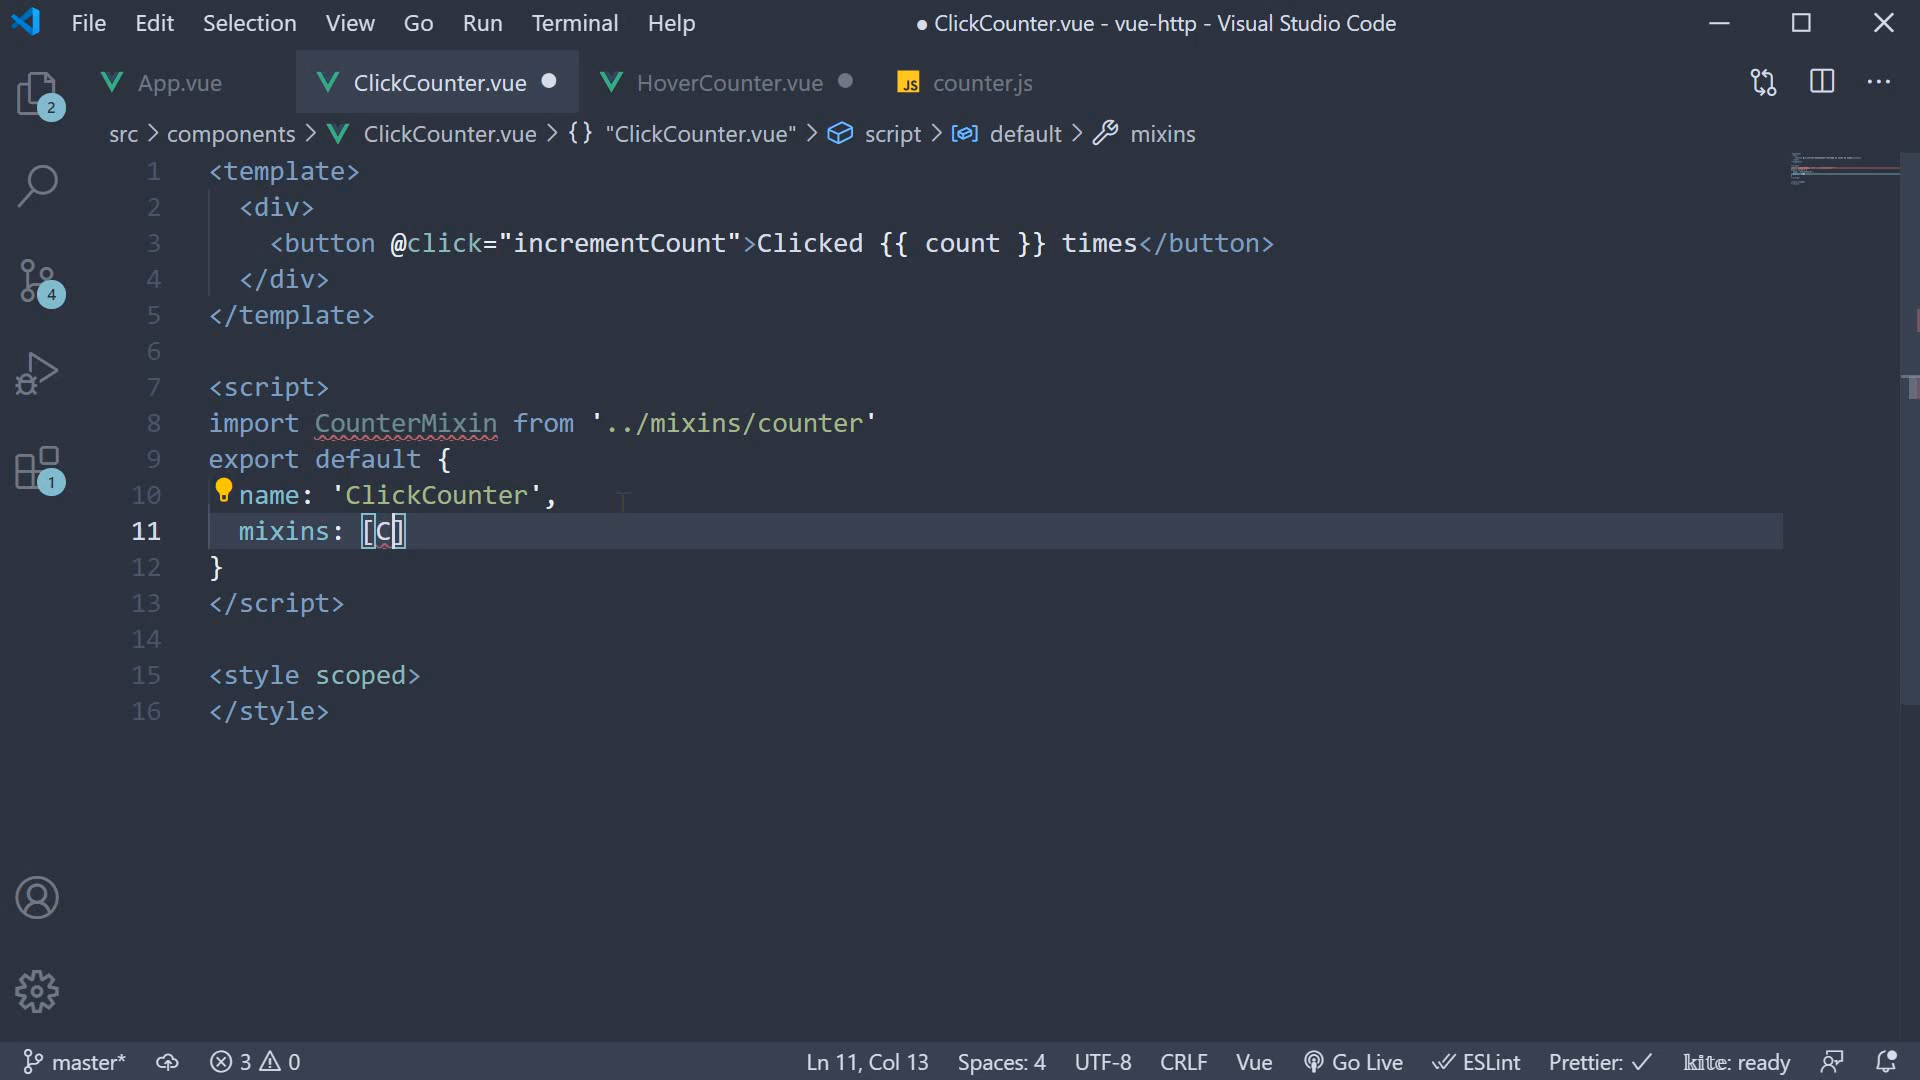 File Edit Selection View Go Run Terminal Help ● ClickCounter.vue - vue-http - Visual Studio Code
App.vue ClickCounter.vue HoverCounter.vue JS counter.js
src > components > ClickCounter.vue > {} "ClickCounter.vue" > script > default > mixins
2
4
1
1 <template>
2 <div>
3 <button @click="incrementCount">Clicked {{ count }} times</button>
4 </div>
5 </template>
6
7 <script>
8 import CounterMixin from '../mixins/counter'
9 export default {
10 name: 'ClickCounter',
11 mixins: [C]
12 }
13 </script>
14
15 <style scoped>
16 </style>
master* 3 0 Ln 11, Col 13 Spaces: 4 UTF-8 CRLF Vue Go Live ESLint Prettier: ✓ kite: ready